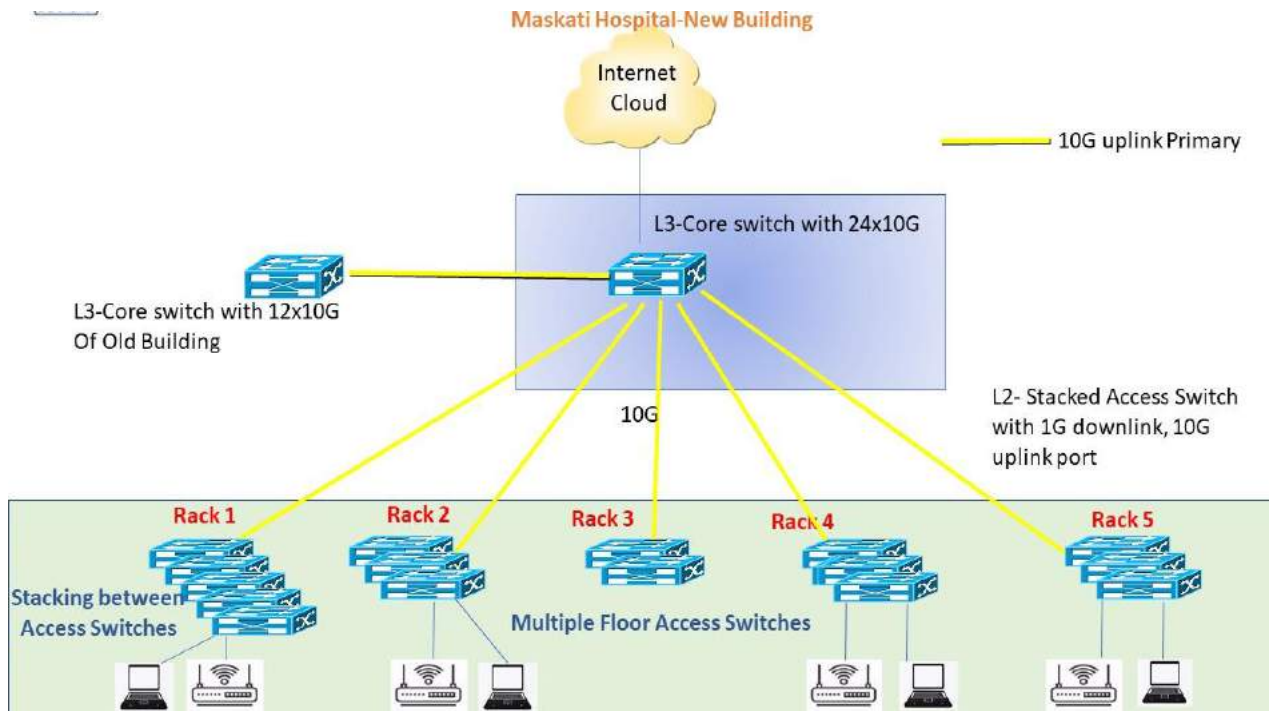 Maskati Hospital-New Building
Internet
Cloud
10G uplink Primary
L3-Core switch with 24x10G
L3-Core switch with 12x10G
Of Old Building
10G
L2- Stacked Access Switch
with 1G downlink, 10G
uplink port
Rack 1
Rack 2
Rack 3
Rack 4
Rack 5
Stacking between
Access Switches
Multiple Floor Access Switches